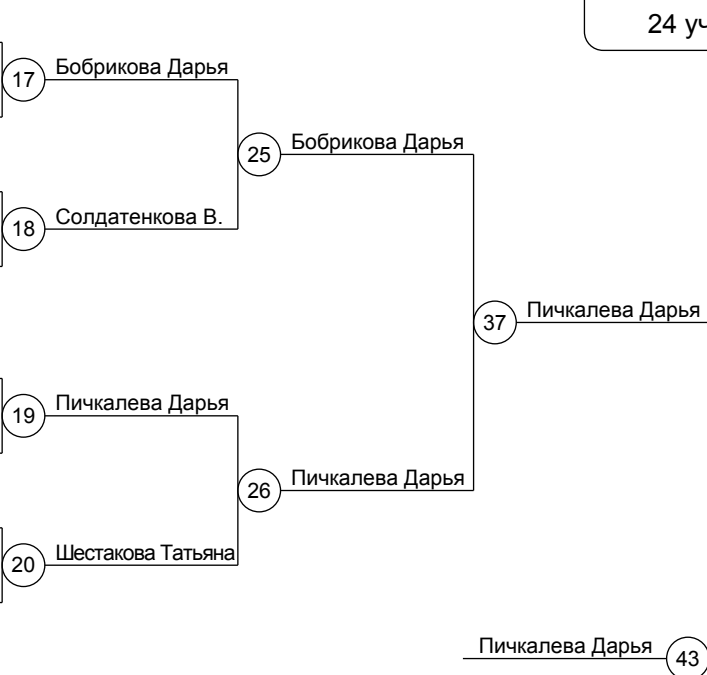 24 уч
17 Бобрикова Дарья
25 Бобрикова Дарья
18 Солдатенкова В.
37 Пичкалева Дарья
19 Пичкалева Дарья
26 Пичкалева Дарья
20 Шестакова Татьяна
Пичкалева Дарья 43